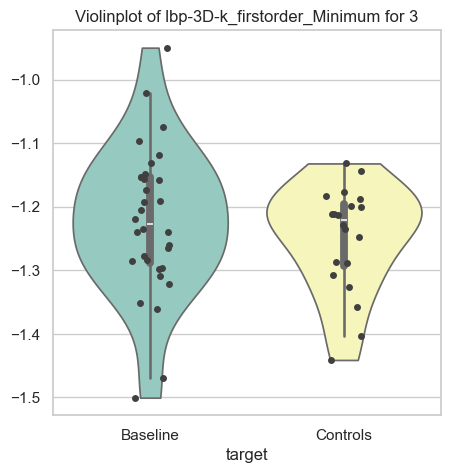 Violinplot of lbp-3D-k_firstorder_Minimum for 3
−1.0
−1.1
−1.2
−1.3
−1.4
−1.5
Baseline
Controls
target